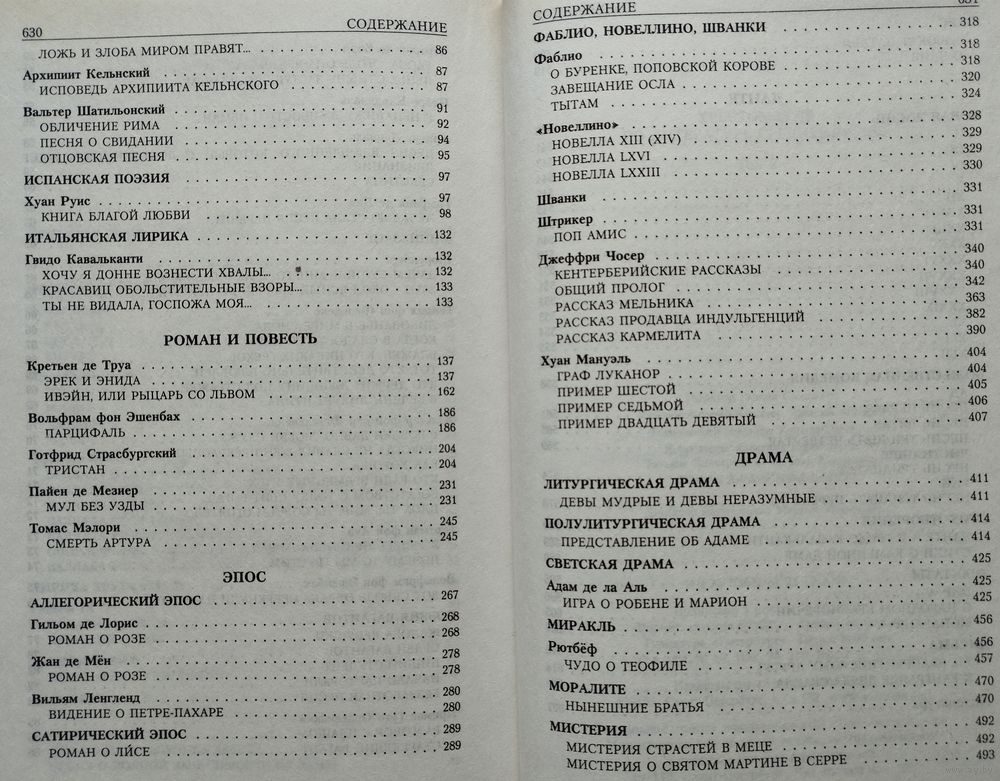 630 СОДЕРЖАНИЕ
ЛОЖЬ И ЗЛОБА МИРОМ ПРАВЯТ... 86
Архипиит Кельнский 87
ИСПОВЕДЬ АРХИПИИТА КЕЛЬНСКОГО 87
Вальтер Шатильонский 91
ОБЛИЧЕНИЕ РИМА 92
ПЕСНЯ О СВИДАНИИ 94
ОТЦОВСКАЯ ПЕСНЯ 95
ИСПАНСКАЯ ПОЭЗИЯ 97
Хуан Руис 97
КНИГА БЛАГОЙ ЛЮБВИ 98
ИТАЛЬЯНСКАЯ ЛИРИКА 132
Гвидо Кавальканти 132
ХОЧУ Я ДОННЕ ВОЗНЕСТИ ХВАЛЫ... 132
КРАСАВИЦ ОБОЛЬСТИТЕЛЬНЫЕ ВЗОРЫ... 133
ТЫ НЕ ВИДАЛА, ГОСПОЖА МОЯ... 133
РОМАН И ПОВЕСТЬ
Кретьен де Труа 137
ЭРЕК И ЭНИДА 137
ИВЭЙН, ИЛИ РЫЦАРЬ СО ЛЬВОМ 162
Вольфрам фон Эшенбах 186
ПАРЦИФАЛЬ 186
Готфрид Страсбургский 204
ТРИСТАН 204
Пайен де Мезиер 231
МУЛ БЕЗ УЗДЫ 231
Томас Мэлори 245
СМЕРТЬ АРТУРА 245
ЭПОС
АЛЛЕГОРИЧЕСКИЙ ЭПОС 267
Гильом де Лорис 268
РОМАН О РОЗЕ 268
Жан де Мён 278
РОМАН О РОЗЕ 278
Вильям Ленгленд 280
ВИДЕНИЕ О ПЕТРЕ-ПАХАРЕ 280
САТИРИЧЕСКИЙ ЭПОС 289
РОМАН О ЛИ́СЕ 289
СОДЕРЖАНИЕ 631
ФАБЛИО, НОВЕЛЛИНО, ШВАНКИ 318
Фаблио 318
О БУРЕНКЕ, ПОПОВСКОЙ КОРОВЕ 318
ЗАВЕЩАНИЕ ОСЛА 320
ТЫТАМ 324
«Новеллино» 328
НОВЕЛЛА XIII (XIV) 329
НОВЕЛЛА LXVI 329
НОВЕЛЛА LXXIII 330
Шванки 331
Штрикер 331
ПОП АМИС 331
Джеффри Чосер 340
КЕНТЕРБЕРИЙСКИЕ РАССКАЗЫ 340
ОБЩИЙ ПРОЛОГ 342
РАССКАЗ МЕЛЬНИКА 363
РАССКАЗ ПРОДАВЦА ИНДУЛЬГЕНЦИЙ 382
РАССКАЗ КАРМЕЛИТА 390
Хуан Мануэль 404
ГРАФ ЛУКАНОР 404
ПРИМЕР ШЕСТОЙ 405
ПРИМЕР СЕДЬМОЙ 406
ПРИМЕР ДВАДЦАТЬ ДЕВЯТЫЙ 407
ДРАМА
ЛИТУРГИЧЕСКАЯ ДРАМА 411
ДЕВЫ МУДРЫЕ И ДЕВЫ НЕРАЗУМНЫЕ 411
ПОЛУЛИТУРГИЧЕСКАЯ ДРАМА 414
ПРЕДСТАВЛЕНИЕ ОБ АДАМЕ 414
СВЕТСКАЯ ДРАМА 425
Адам де ла Аль 425
ИГРА О РОБЕНЕ И МАРИОН 425
МИРАКЛЬ 456
Рютбёф 456
ЧУДО О ТЕОФИЛЕ 457
МОРАЛИТЕ 470
НЫНЕШНИЕ БРАТЬЯ 470
МИСТЕРИЯ 492
МИСТЕРИЯ СТРАСТЕЙ В МЕЦЕ 492
МИСТЕРИЯ О СВЯТОМ МАРТИНЕ В СЕРРЕ 493